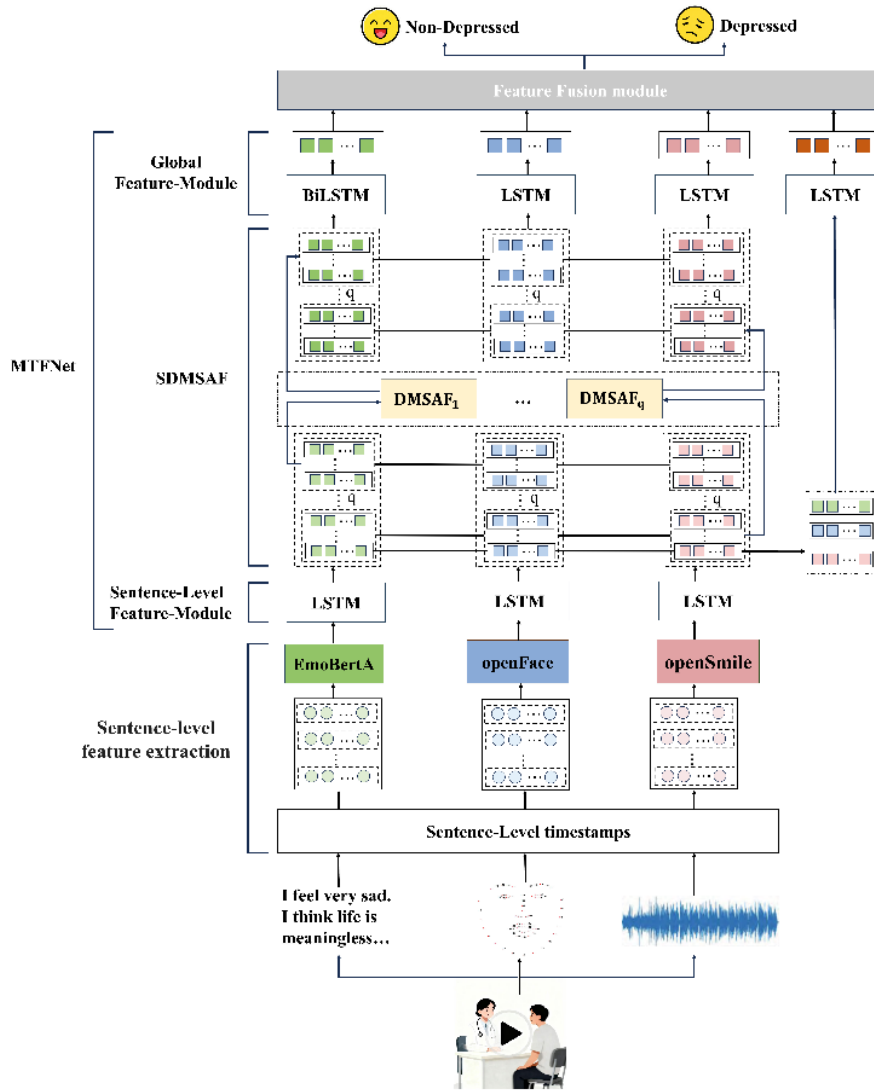 Non-Depressed
Depressed
Feature Fusion module
Global
Feature-Module
BiLSTM
LSTM
LSTM
LSTM
q
q
q
MTFNet
SDMSAF
DMSAF₁
...
DMSAFq
q
q
q
Sentence-Level
Feature-Module
LSTM
LSTM
LSTM
EmoBertA
openFace
openSmile
Sentence-level
feature extraction
Sentence-Level timestamps
I feel very sad.
I think life is
meaningless...